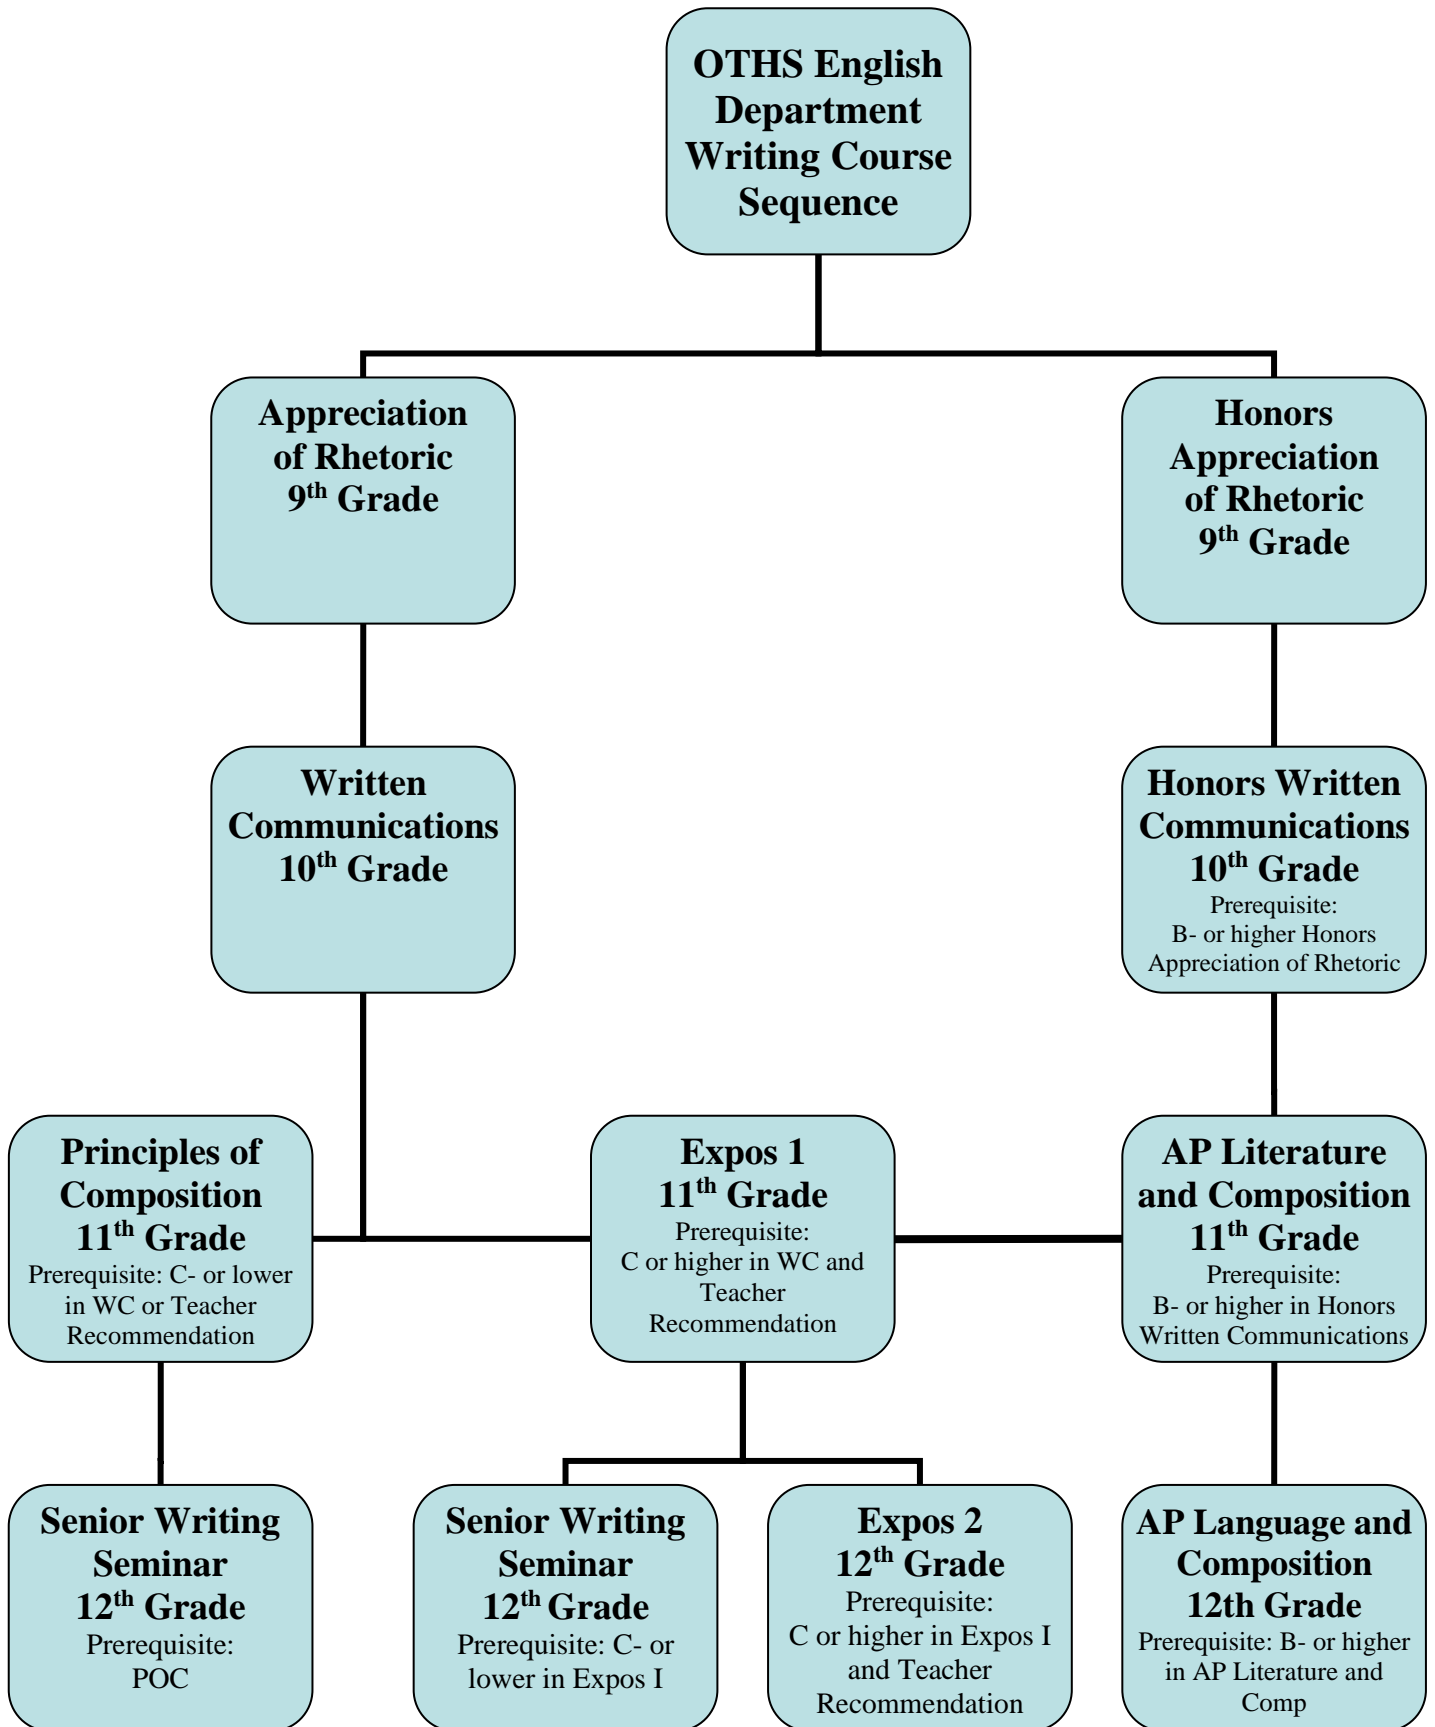 OTHS English
Department
Writing Course
Sequence
Appreciation
of Rhetoric
9th Grade
Honors
Appreciation
of Rhetoric
9th Grade
Written
Communications
10th Grade
Honors Written
Communications
10th Grade
Prerequisite:
B- or higher Honors
Appreciation of Rhetoric
Principles of
Composition
11th Grade
Prerequisite: C- or lower
in WC or Teacher
Recommendation
Expos 1
11th Grade
Prerequisite:
C or higher in WC and
Teacher
Recommendation
AP Literature
and Composition
11th Grade
Prerequisite:
B- or higher in Honors
Written Communications
Senior Writing
Seminar
12th Grade
Prerequisite:
POC
Senior Writing
Seminar
12th Grade
Prerequisite: C- or
lower in Expos I
Expos 2
12th Grade
Prerequisite:
C or higher in Expos I
and Teacher
Recommendation
AP Language and
Composition
12th Grade
Prerequisite: B- or higher
in AP Literature and
Comp